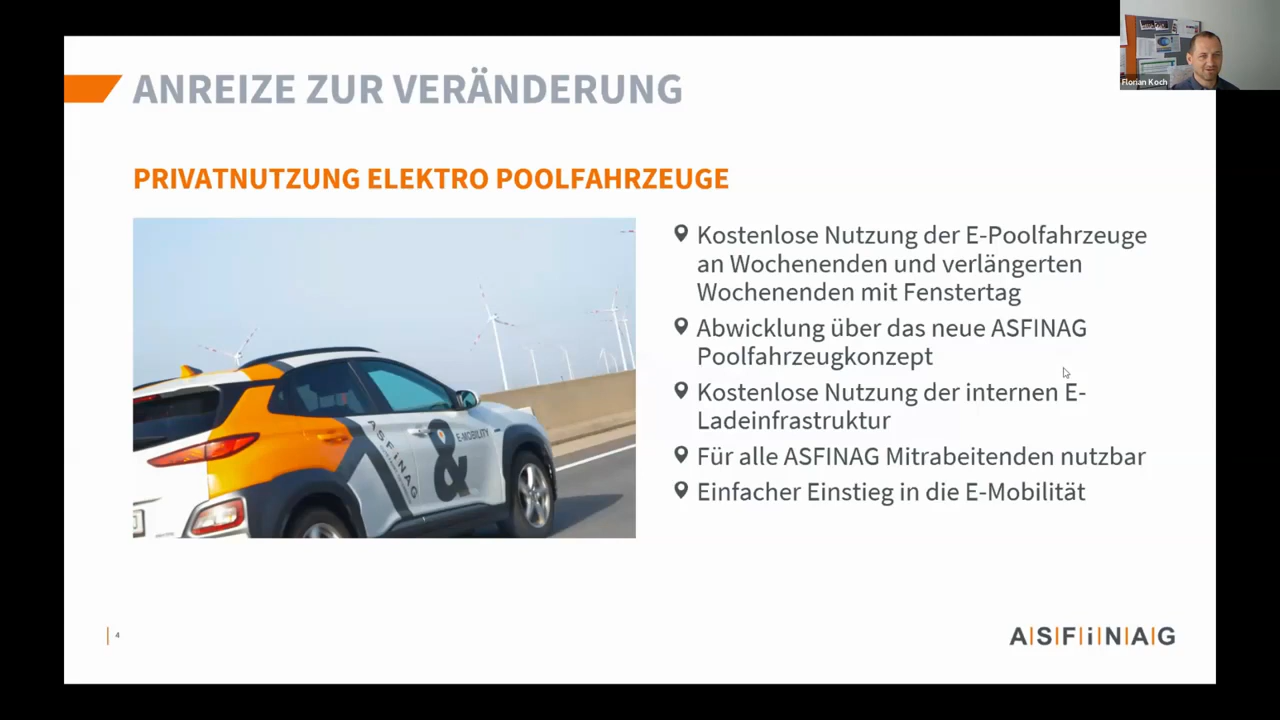 ANREIZE ZUR VERÄNDERUNG
Florian Koch
PRIVATNUTZUNG ELEKTRO POOLFAHRZEUGE
Kostenlose Nutzung der E-Poolfahrzeuge
an Wochenenden und verlängerten
Wochenenden mit Fenstertag
Abwicklung über das neue ASFINAG
Poolfahrzeugkonzept
Kostenlose Nutzung der internen E-
Ladeinfrastruktur
Für alle ASFINAG Mitrabeitenden nutzbar
Einfacher Einstieg in die E-Mobilität
ASFiNAG
&
E-MOBILITY
4
A|S|F|i|N|A|G